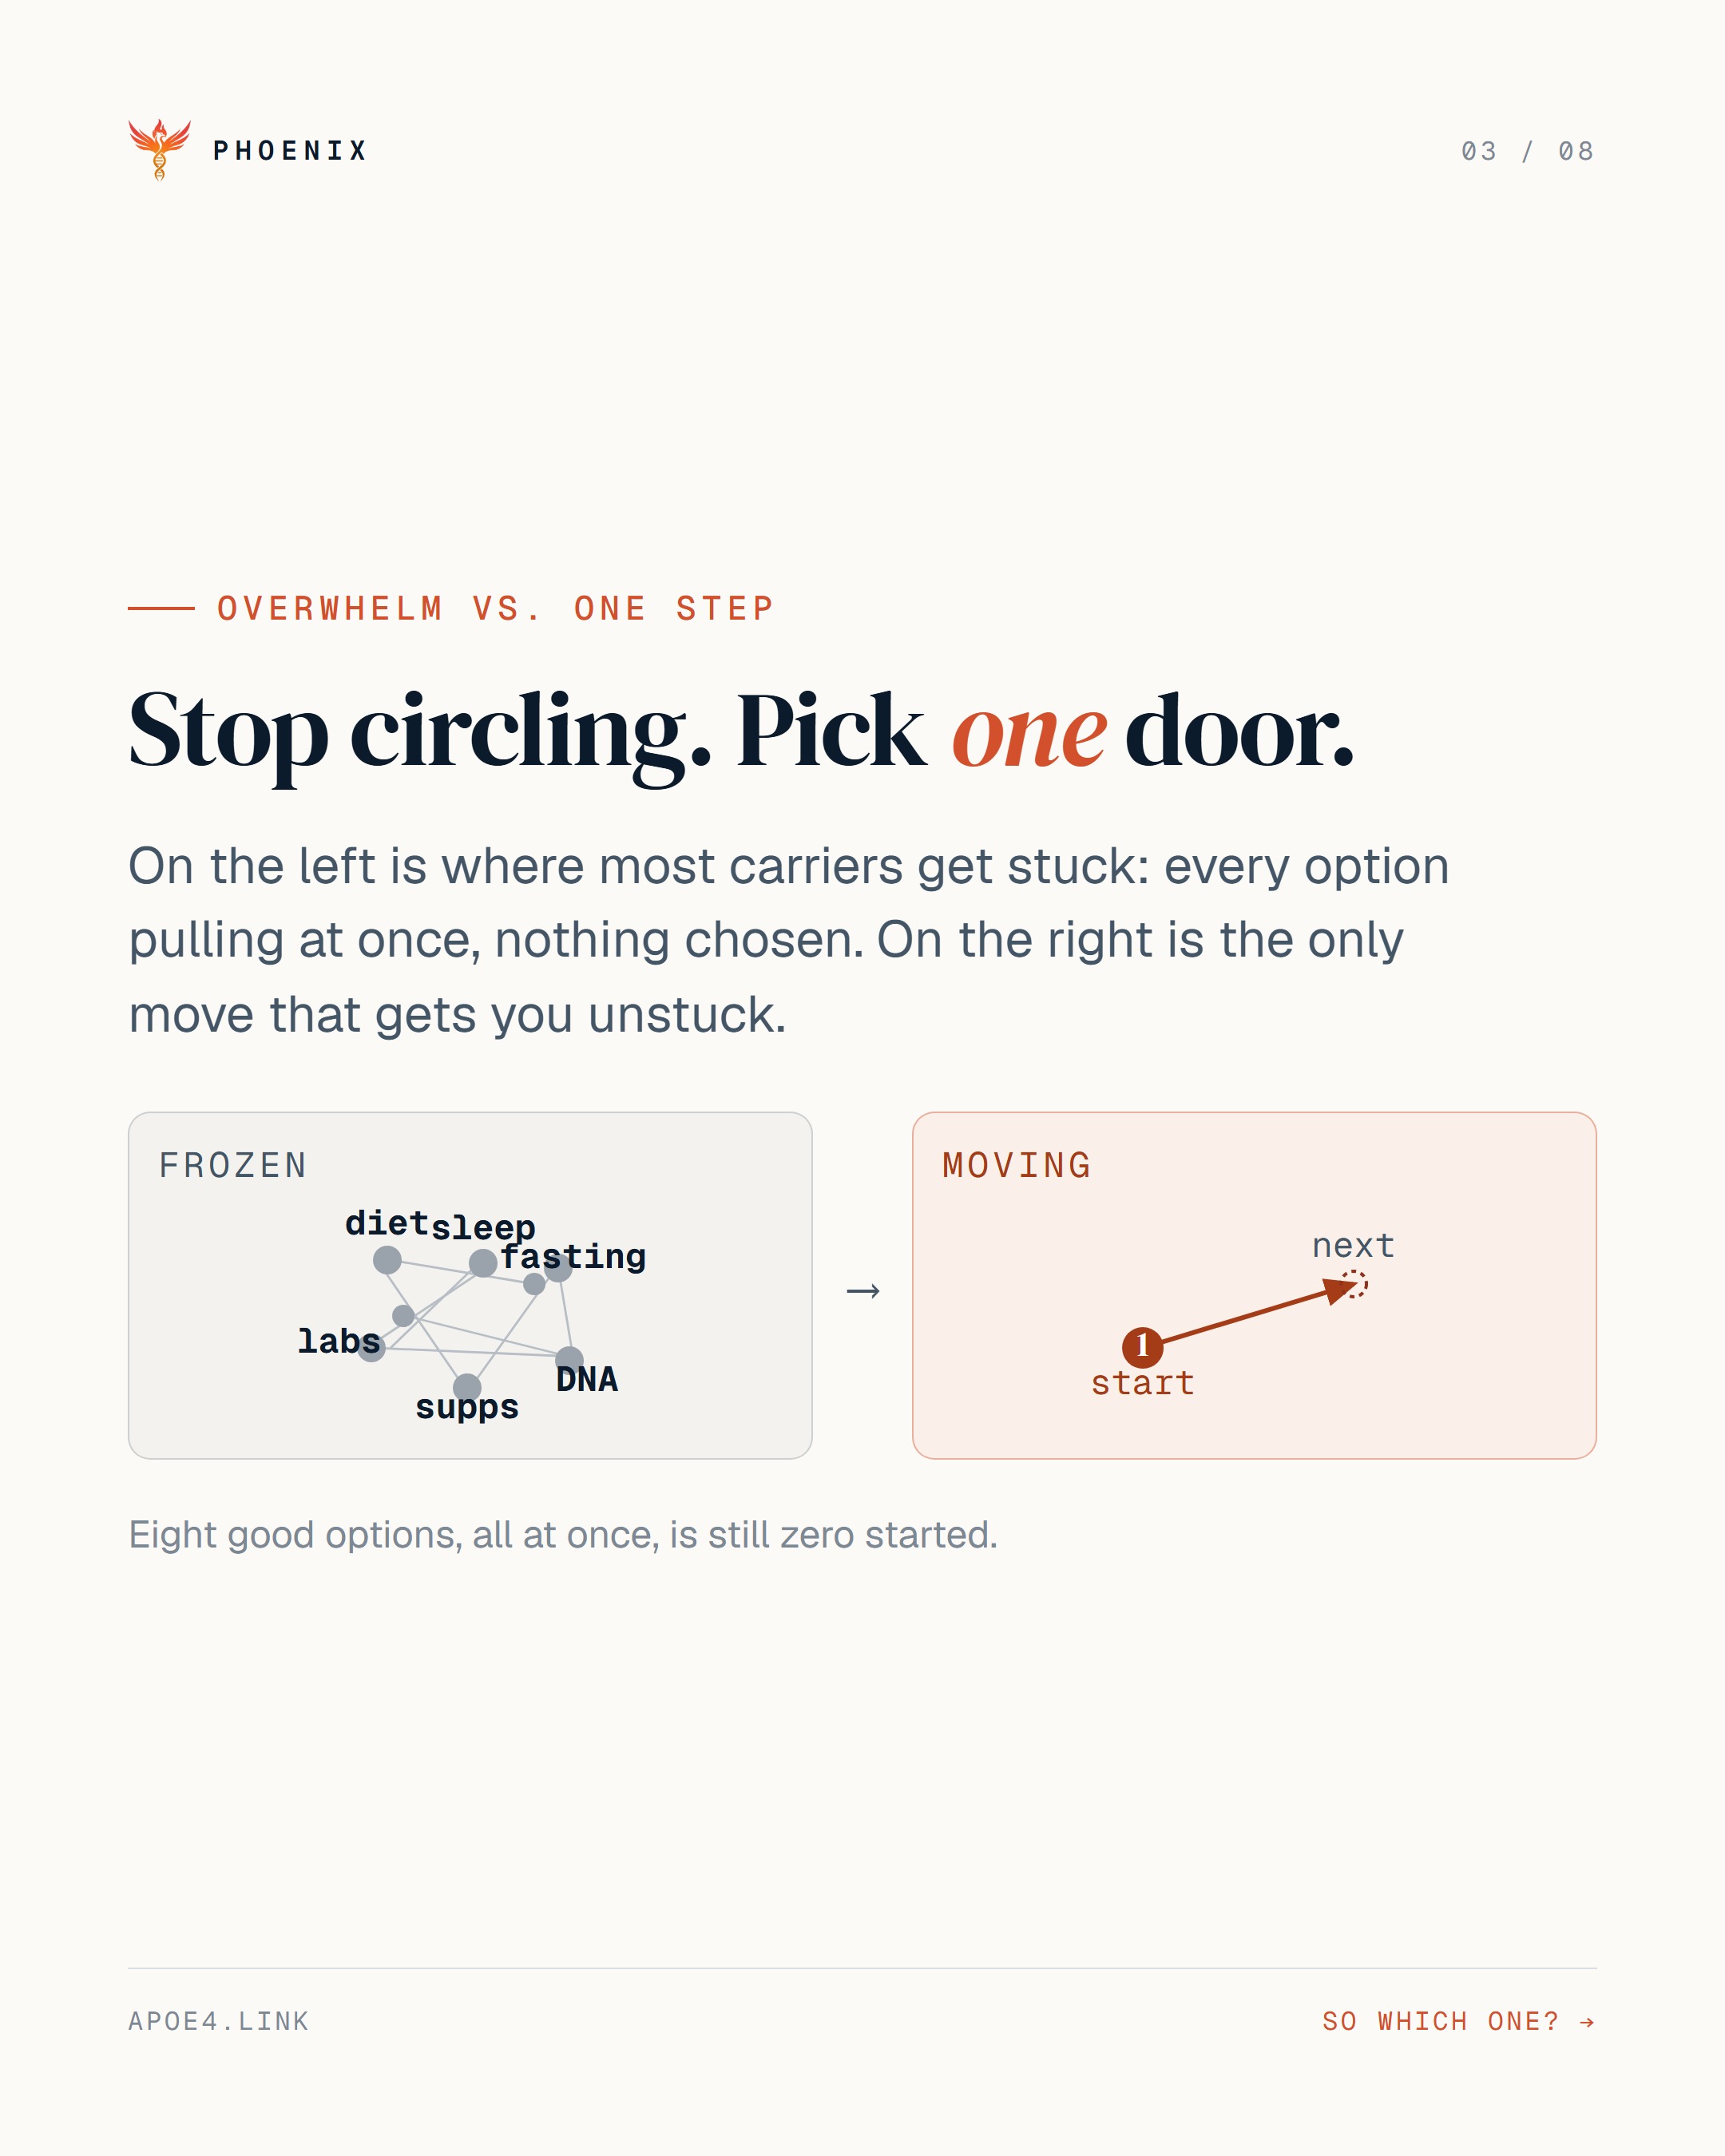 PHOENIX
03 / 08
OVERWHELM VS. ONE STEP
Stop circling. Pick one door.
On the left is where most carriers get stuck: every option
pulling at once, nothing chosen. On the right is the only
move that gets you unstuck.
FROZEN
diet
sleep
fasting
labs
DNA
supps
→
MOVING
next
1
start
Eight good options, all at once, is still zero started.
APOE4.LINK
SO WHICH ONE? →